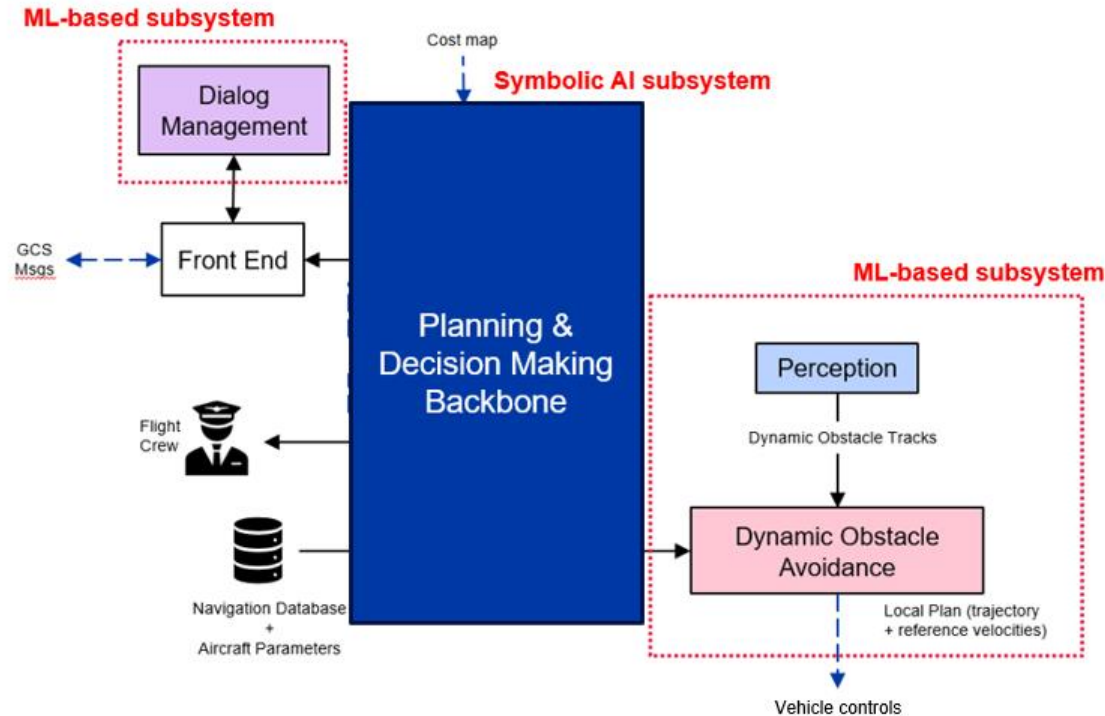 ML-based subsystem
Cost map
Symbolic AI subsystem
Dialog
Management
GCS
Msgs
Front End
ML-based subsystem
Planning &
Decision Making
Backbone
Perception
Flight
Crew
Dynamic Obstacle Tracks
Dynamic Obstacle
Avoidance
Navigation Database
+
Aircraft Parameters
Local Plan (trajectory
+ reference velocities)
Vehicle controls